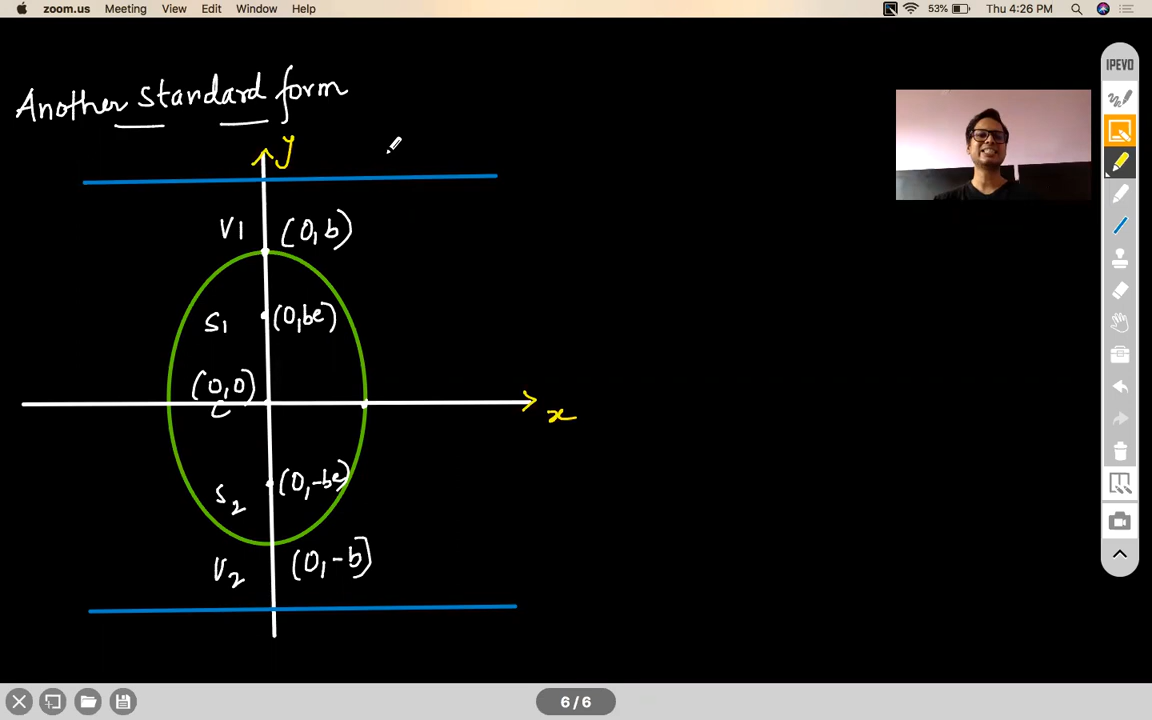 zoom.us Meeting View Edit Window Help 53% Thu 4:26 PM
IPEVO
Another standard form
y
V1 (0, b)
S1 (0, be)
(0,0)
C
x
S2 (0, -be)
V2 (0, -b)
6 / 6